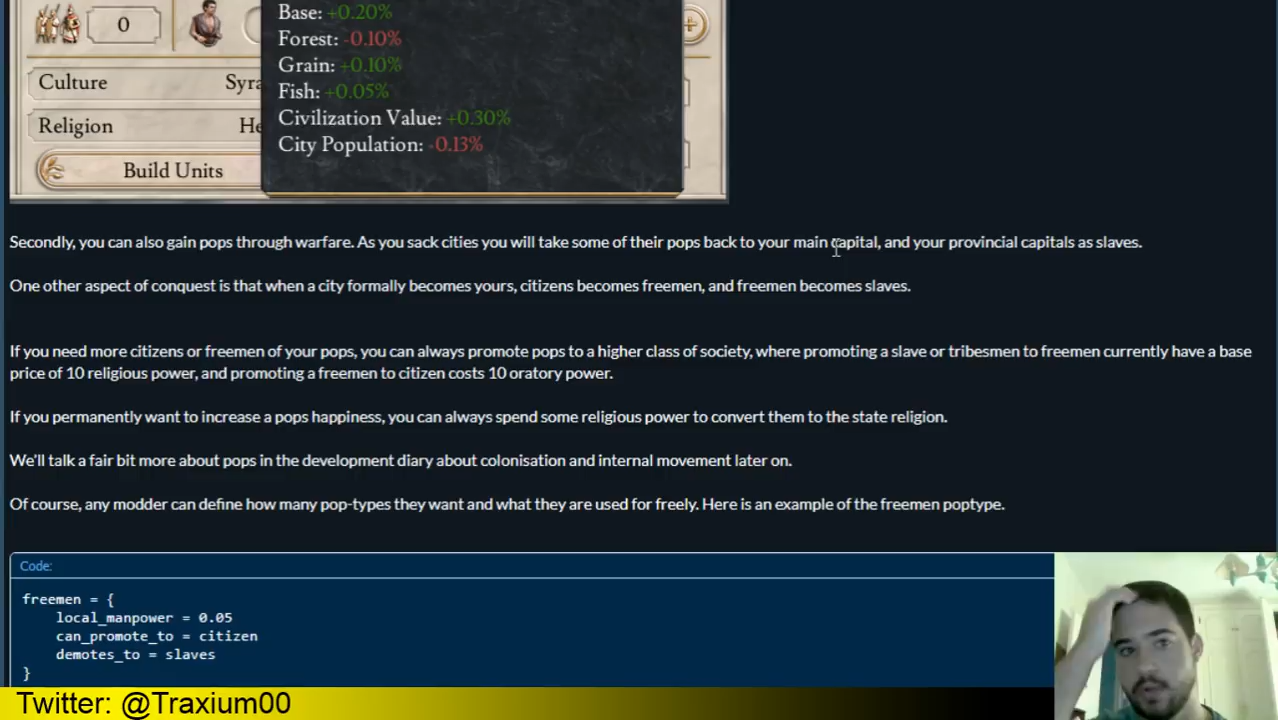 0
Base: +0.20%
Forest: -0.10%
Grain: +0.10%
Fish: +0.05%
Civilization Value: +0.30%
City Population: -0.13%
Culture
Syra
Religion
He
Build Units
Secondly, you can also gain pops through warfare. As you sack cities you will take some of their pops back to your main capital, and your provincial capitals as slaves.
One other aspect of conquest is that when a city formally becomes yours, citizens becomes freemen, and freemen becomes slaves.
If you need more citizens or freemen of your pops, you can always promote pops to a higher class of society, where promoting a slave or tribesmen to freemen currently have a base
price of 10 religious power, and promoting a freemen to citizen costs 10 oratory power.
If you permanently want to increase a pops happiness, you can always spend some religious power to convert them to the state religion.
We'll talk a fair bit more about pops in the development diary about colonisation and internal movement later on.
Of course, any modder can define how many pop-types they want and what they are used for freely. Here is an example of the freemen poptype.
Code:
freemen = {
local_manpower = 0.05
can_promote_to = citizen
demotes_to = slaves
}
Twitter: @Traxium00